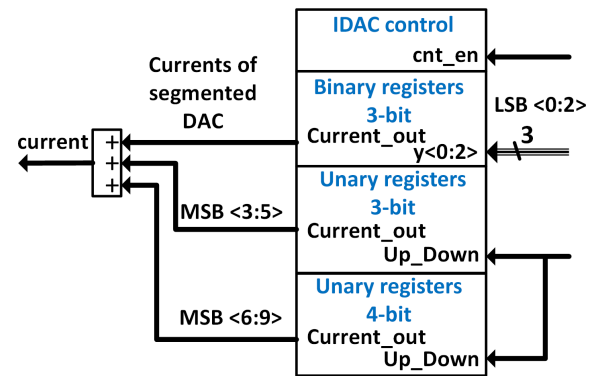 IDAC control
cnt_en
Currents of
segmented
DAC
Binary registers
3-bit
Current_out
y<0:2>
LSB <0:2>
3
current
+
+
+
Unary registers
3-bit
MSB <3:5>
Current_out
Up_Down
Unary registers
4-bit
MSB <6:9>
Current_out
Up_Down